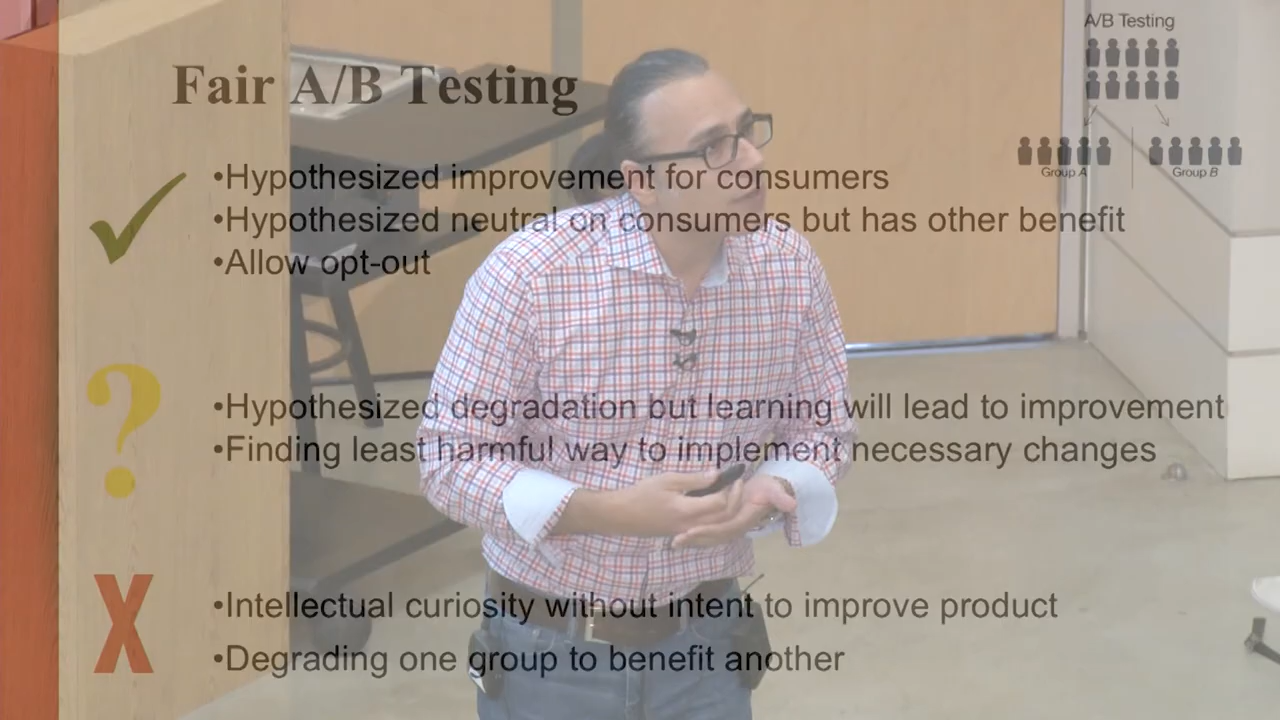 Fair A/B Testing
A/B Testing
Group A
Group B
•Hypothesized improvement for consumers
•Hypothesized neutral on consumers but has other benefit
•Allow opt-out
?
•Hypothesized degradation but learning will lead to improvement
•Finding least harmful way to implement necessary changes
X
•Intellectual curiosity without intent to improve product
•Degrading one group to benefit another